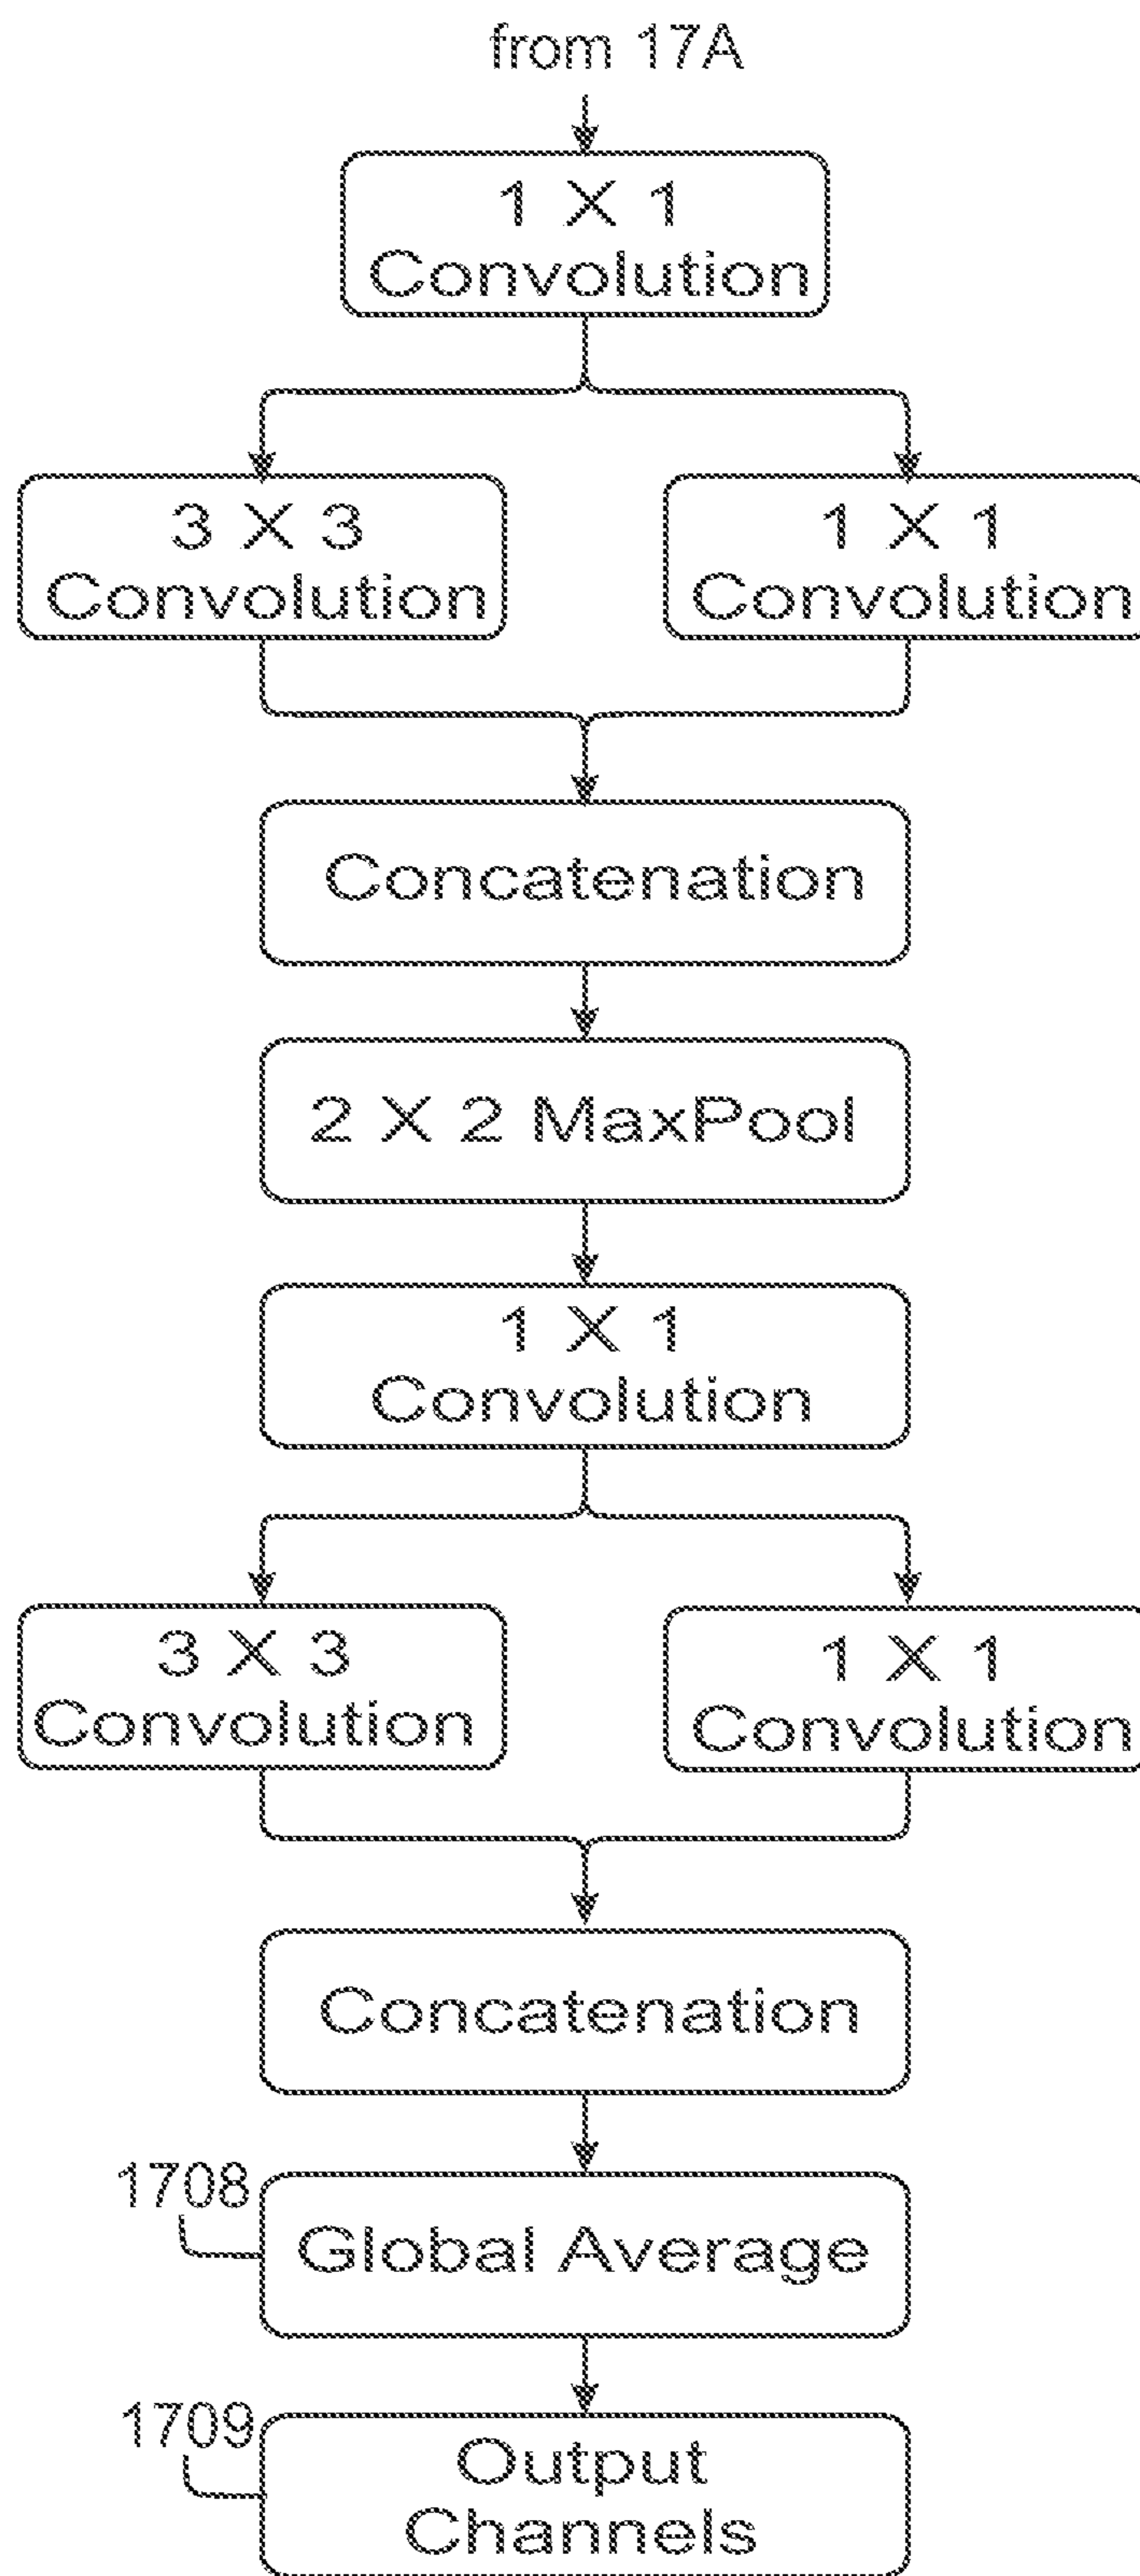 from 17A
1 X 1
Convolution
3 X 3
Convolution
1 X 1
Convolution
Concatenation
2 X 2 MaxPool
1 X 1
Convolution
3 X 3
Convolution
1 X 1
Convolution
Concatenation
1708
Global Average
1709
Output
Channels